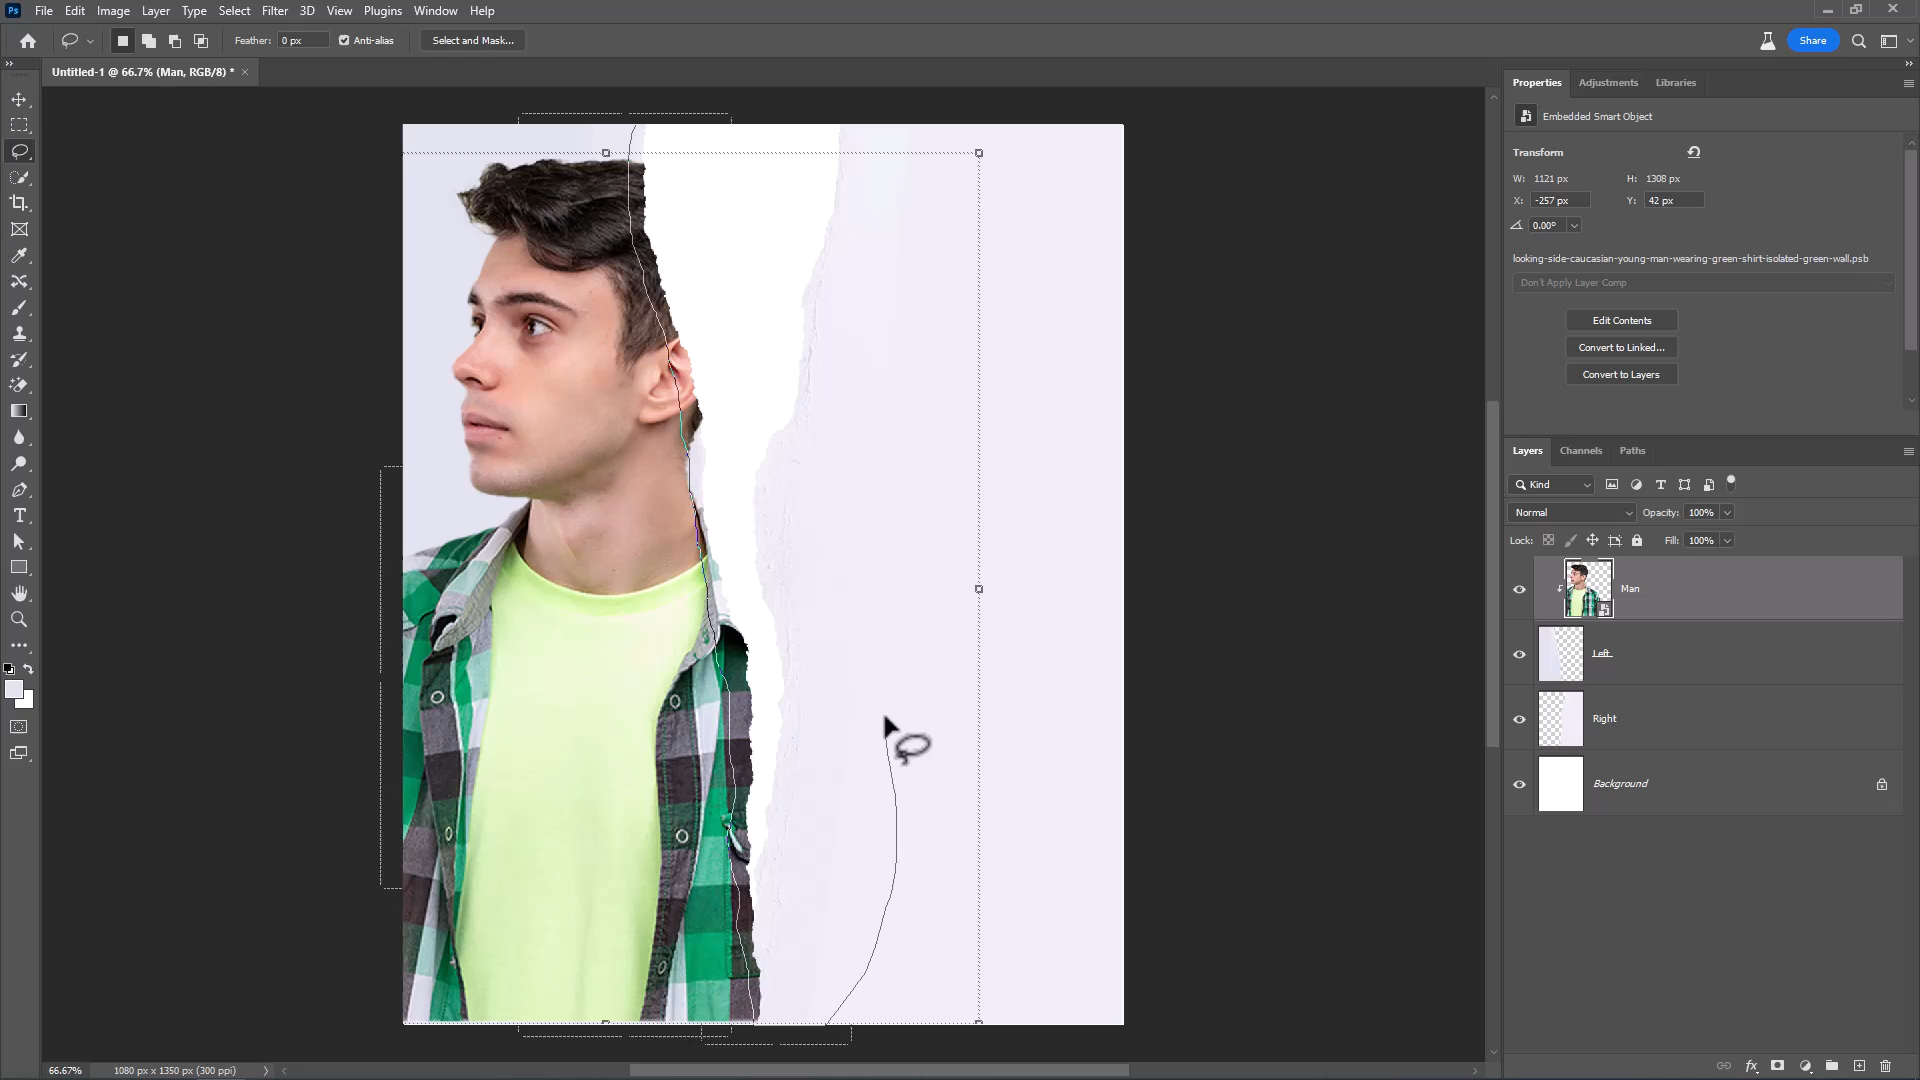 Ps File Edit Image Layer Type Select Filter 3D View Plugins Window Help
Feather: 0 px Anti-alias Select and Mask... Share
Untitled-1 @ 66.7% (Man, RGB/8) * ×
Properties Adjustments Libraries
Embedded Smart Object
Transform
W: 1121 px H: 1308 px
X: -257 px Y: 42 px
0.00°
looking-side-caucasian-young-man-wearing-green-shirt-isolated-green-wall.psb
Don't Apply Layer Comp
Edit Contents
Convert to Linked...
Convert to Layers
Layers Channels Paths
Kind
Normal Opacity: 100%
Lock: Fill: 100%
Man
Left
Right
Background
66.67% 1080 px x 1350 px (300 ppi)